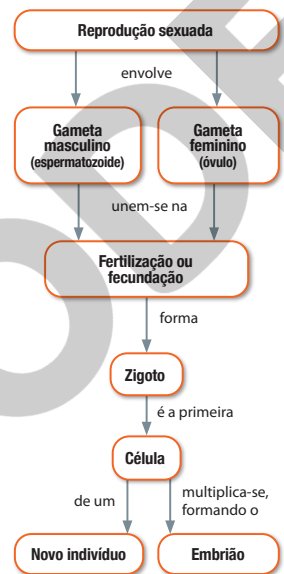 Reprodução sexuada
envolve
Gameta
masculino
(espermatozoide)
Gameta
feminino
(óvulo)
unem-se na
Fertilização ou
fecundação
forma
Zigoto
é a primeira
Célula
de um
multiplica-se,
formando o
Novo indivíduo
Embrião